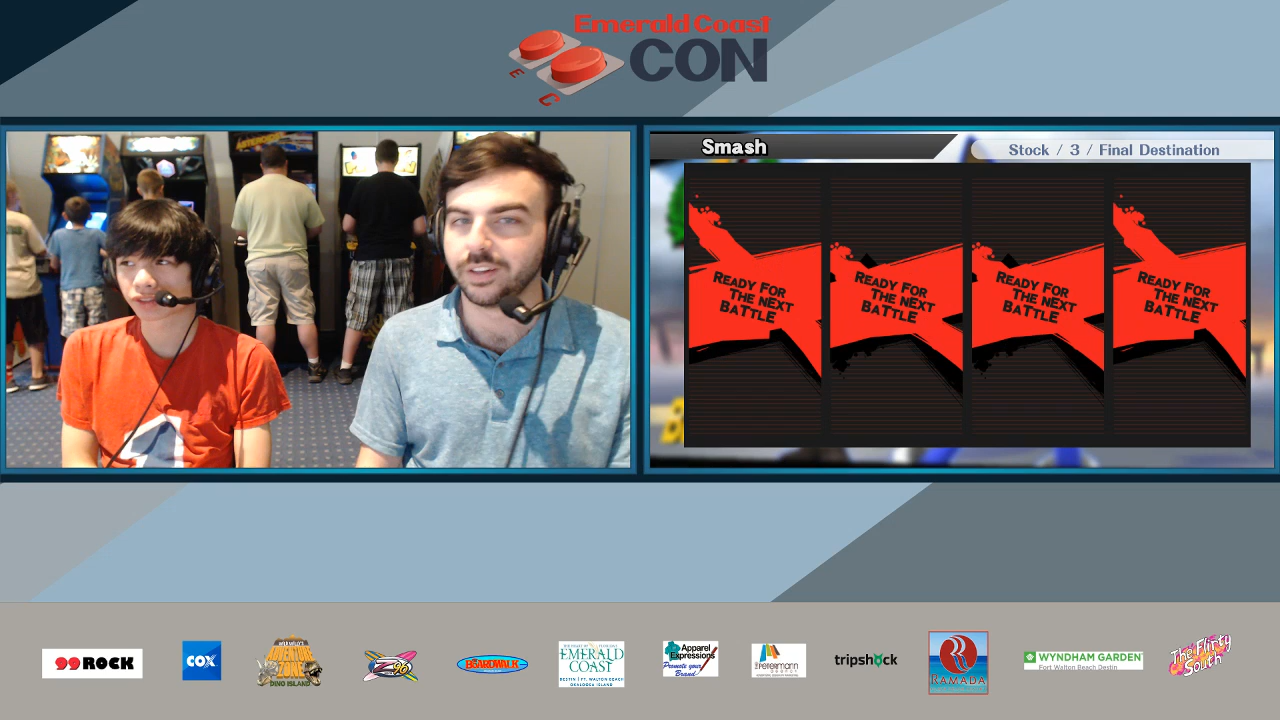 Emerald Coast
CON
E
C
Smash
Stock / 3 / Final Destination
READY FOR
THE NEXT
BATTLE
READY FOR
THE NEXT
BATTLE
READY FOR
THE NEXT
BATTLE
READY FOR
THE NEXT
BATTLE
99 ROCK
COX
ADVENTURE
ZONE
DINO ISLAND
Z96
BOARDWALK
EMERALD
COAST
DESTIN | FT. WALTON BEACH
OKALOOSA ISLAND
Apparel
Expressions
Promote your
Brand
tripshock
RAMADA
WYNDHAM GARDEN
Fort Walton Beach Destin
The Flirty
South